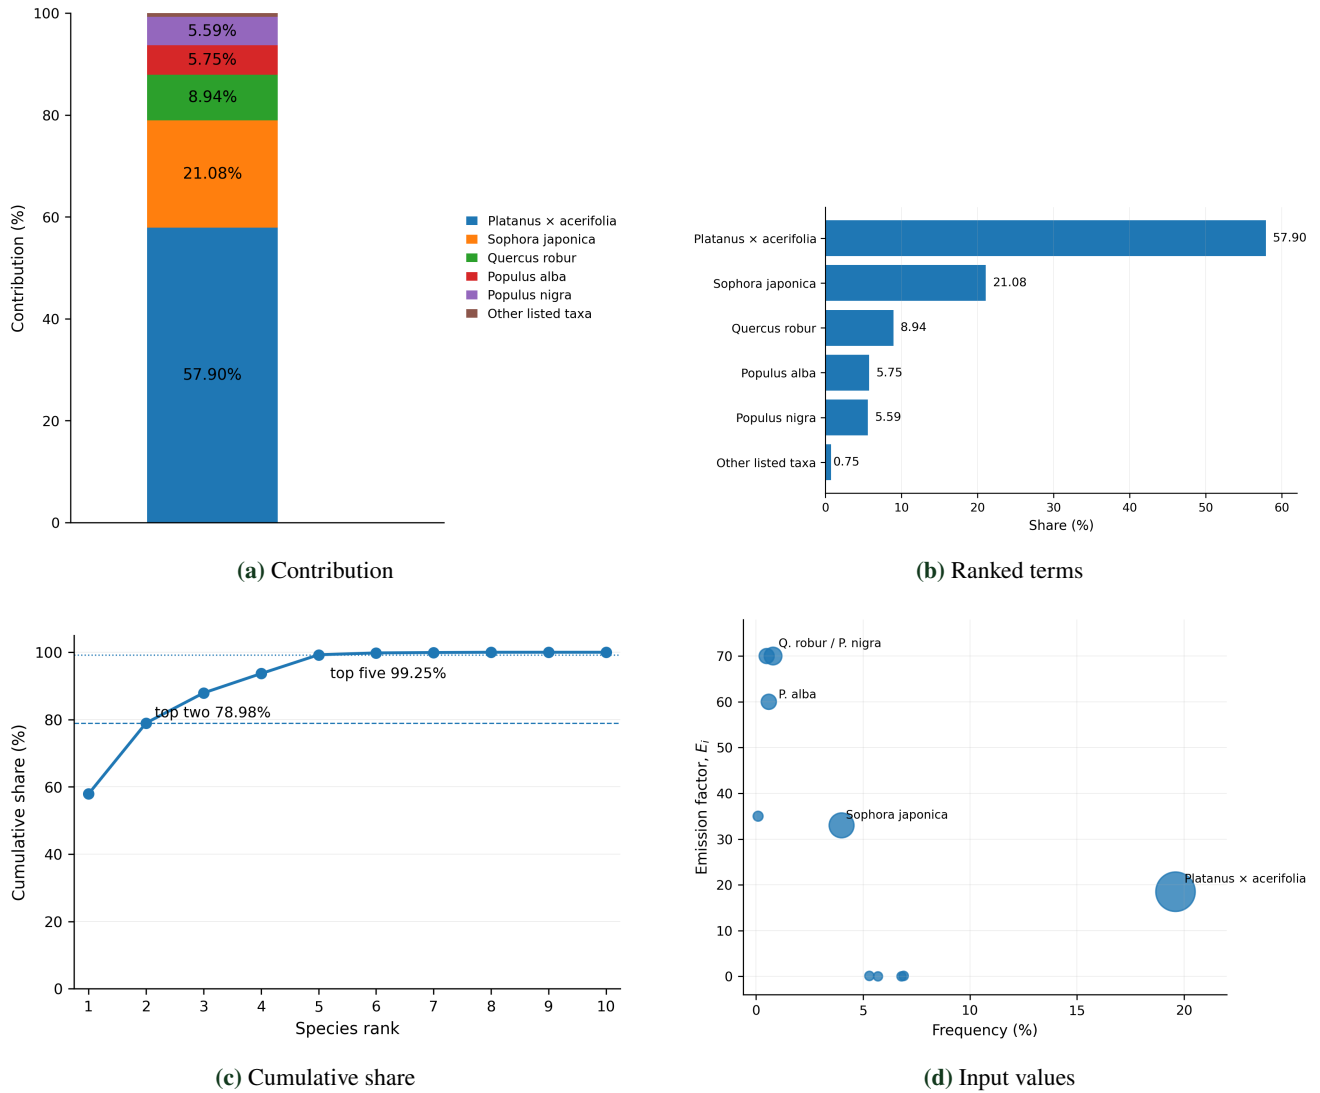 100
80
60
40
20
0
Contribution (%)
5.59%
5.75%
8.94%
21.08%
57.90%
Platanus × acerifolia
Sophora japonica
Quercus robur
Populus alba
Populus nigra
Other listed taxa
(a) Contribution
Platanus × acerifolia 57.90
Sophora japonica 21.08
Quercus robur 8.94
Populus alba 5.75
Populus nigra 5.59
Other listed taxa 0.75
0 10 20 30 40 50 60
Share (%)
(b) Ranked terms
100
80
60
40
20
0
Cumulative share (%)
top five 99.25%
top two 78.98%
1 2 3 4 5 6 7 8 9 10
Species rank
(c) Cumulative share
70
60
50
40
30
20
10
0
Emission factor, Ei
Q. robur / P. nigra
P. alba
Sophora japonica
Platanus × acerifolia
0 5 10 15 20
Frequency (%)
(d) Input values